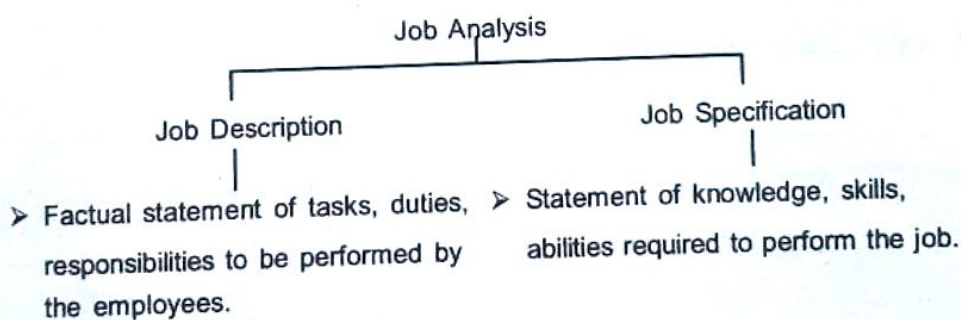 Job Analysis
Job Description
Job Specification
➤ Factual statement of tasks, duties,
responsibilities to be performed by
the employees.
➤ Statement of knowledge, skills,
abilities required to perform the job.